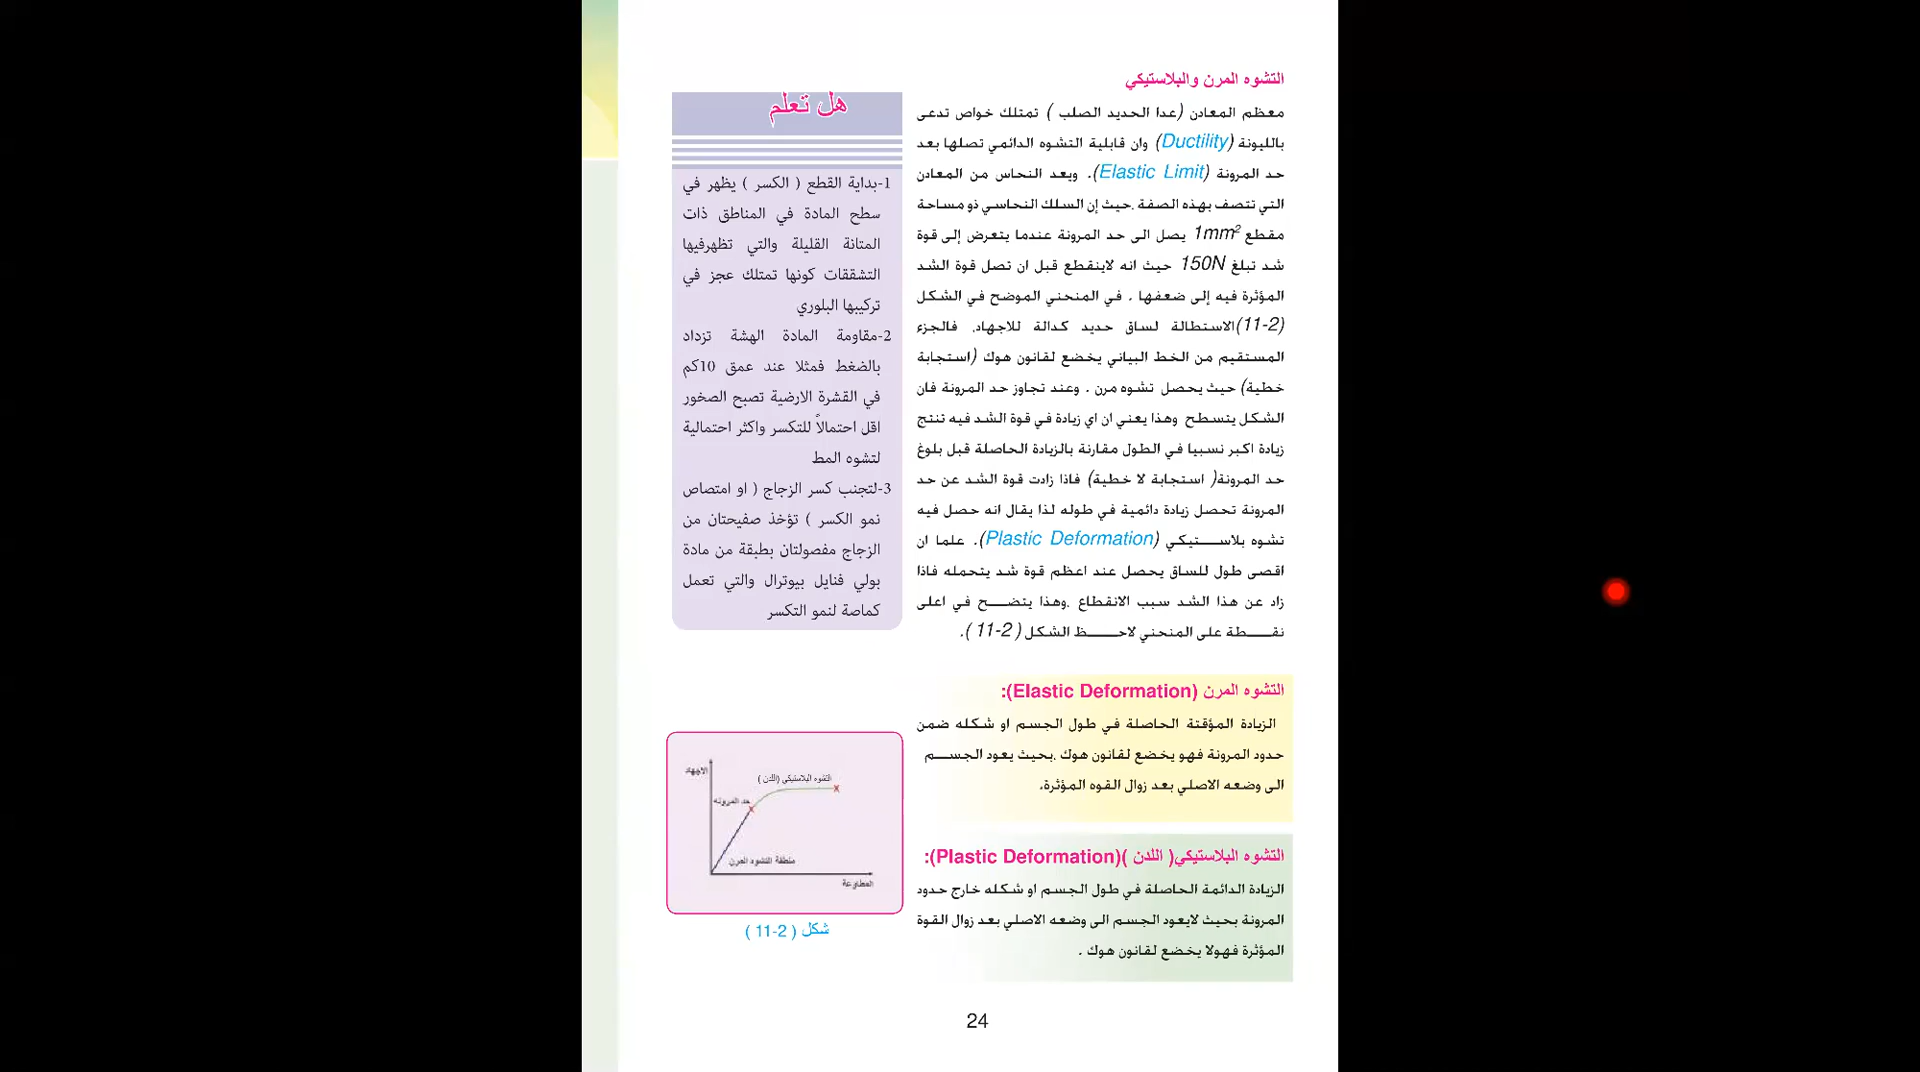 التشوه المرن والبلاستيكي
معظم المعادن (عدا الحديد الصلب ) تمتلك خواص تدعى
بالليونة (Ductility) وان قابلية التشوه الدائمي تصلها بعد
حد المرونة (Elastic Limit). ويعد النحاس من المعادن
التي تتصف بهذه الصفة .حيث إن السلك النحاسي ذو مساحة
مقطع 1mm² يصل الى حد المرونة عندما يتعرض إلى قوة
شد تبلغ 150N حيث انه لاينقطع قبل ان تصل قوة الشد
المؤثرة فيه إلى ضعفها . في المنحني الموضح في الشكل
(11-2)الاستطالة لساق حديد كدالة للاجهاد. فالجزء
المستقيم من الخط البياني يخضع لقانون هوك (استجابة
خطية) حيث يحصل تشوه مرن . وعند تجاوز حد المرونة فان
الشكل يتسطح وهذا يعني ان اي زيادة في قوة الشد فيه تنتج
زيادة اكبر نسبيا في الطول مقارنة بالزيادة الحاصلة قبل بلوغ
حد المرونة( استجابة لا خطية) فاذا زادت قوة الشد عن حد
المرونة تحصل زيادة دائمية في طوله لذا يقال انه حصل فيه
تشوه بلاستيكي (Plastic Deformation). علما ان
اقصى طول للساق يحصل عند اعظم قوة شد يتحمله فاذا
زاد عن هذا الشد سبب الانقطاع .وهذا يتضح في اعلى
نقطة على المنحني لاحظ الشكل ( 11-2 ).
التشوه المرن (Elastic Deformation):
الزيادة المؤقتة الحاصلة في طول الجسم او شكله ضمن
حدود المرونة فهو يخضع لقانون هوك .بحيث يعود الجسم
الى وضعه الاصلي بعد زوال القوه المؤثرة.
التشوه البلاستيكي( اللدن )(Plastic Deformation):
الزيادة الدائمة الحاصلة في طول الجسم او شكله خارج حدود
المرونة بحيث لايعود الجسم الى وضعه الاصلي بعد زوال القوة
المؤثرة فهولا يخضع لقانون هوك .
هل تعلم
1-بداية القطع ( الكسر ) يظهر في
سطح المادة في المناطق ذات
المتانة القليلة والتي تظهرفيها
التشققات كونها تمتلك عجز في
تركيبها البلوري
2-مقاومة المادة الهشة تزداد
بالضغط فمثلا عند عمق 10كم
في القشرة الارضية تصبح الصخور
اقل احتمالاً للتكسر واكثر احتمالية
لتشوه المط
3-لتجنب كسر الزجاج ( او امتصاص
نمو الكسر ) تؤخذ صفيحتان من
الزجاج مفصولتان بطبقة من مادة
بولي فنايل بيوترال والتي تعمل
كماصة لنمو التكسر
الاجهاد
التشوه البلاستيكي (اللدن )
حد المرونه
منطقة التشوه المرن
المطاوعة
شكل ( 11-2 )
24